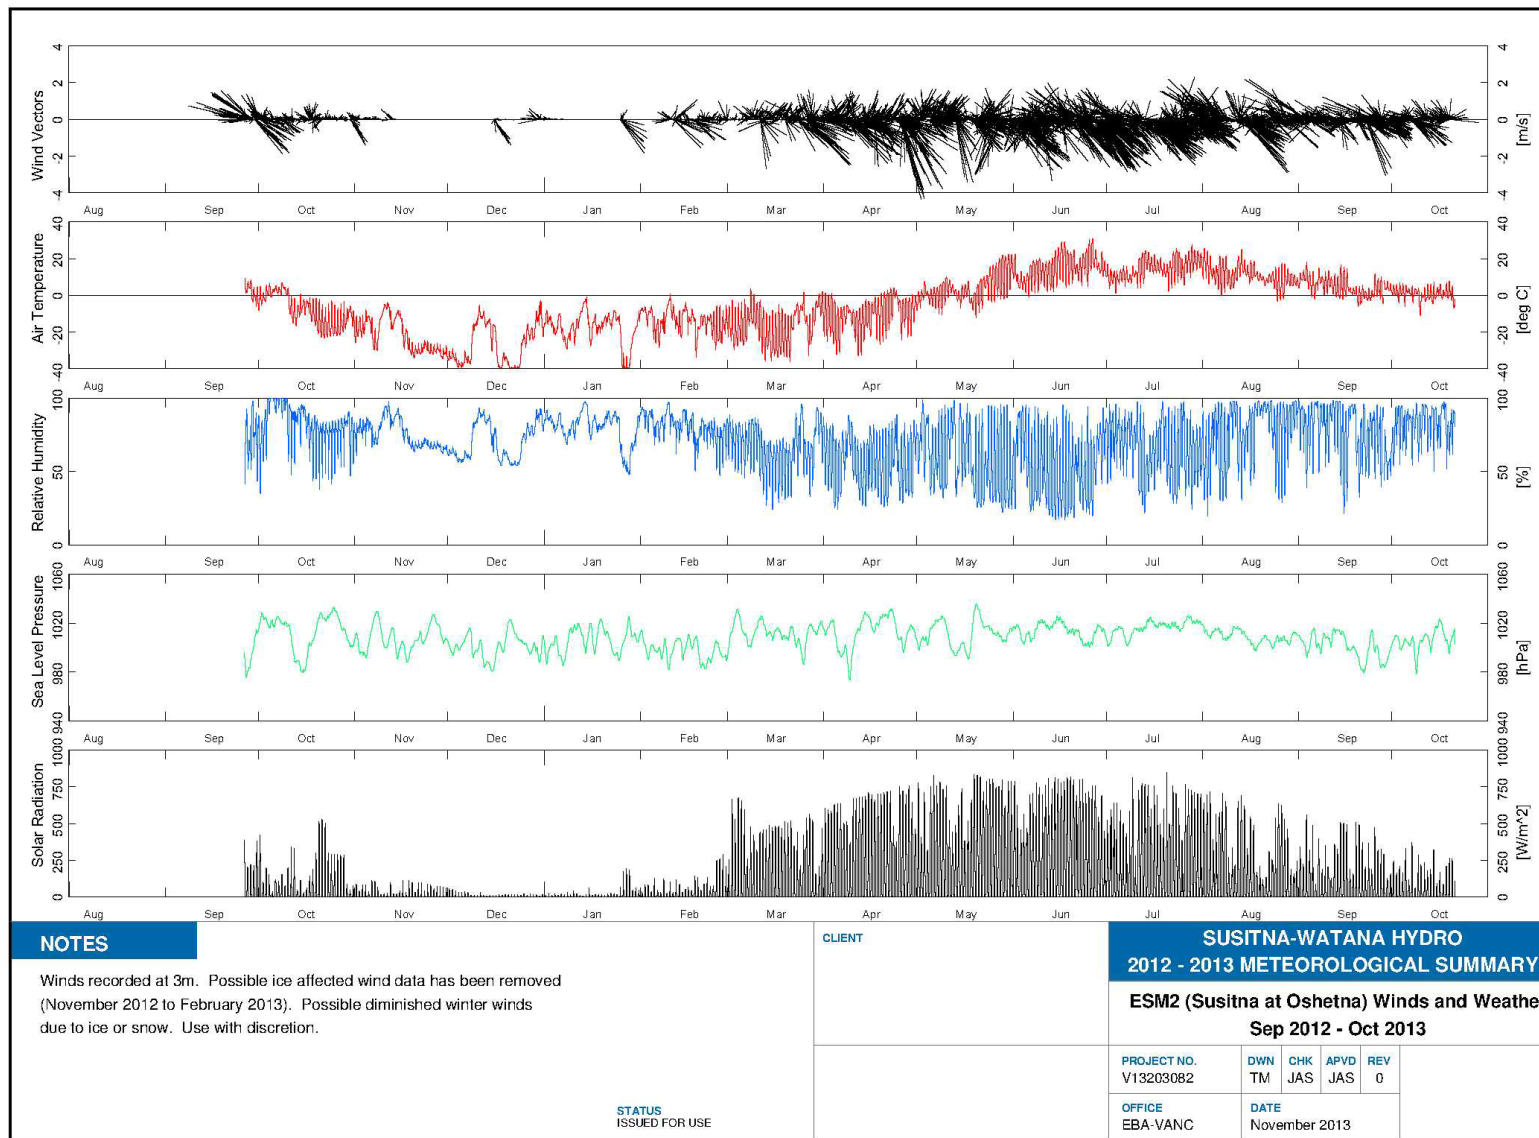 4 2 0 -2 -4
Wind Vectors
4 2 0 -2 -4
[m/s]
Aug Sep Oct Nov Dec Jan Feb Mar Apr May Jun Jul Aug Sep Oct
40 20 0 -20 -40
Air Temperature
40 20 0 -20 -40
[deg C]
Aug Sep Oct Nov Dec Jan Feb Mar Apr May Jun Jul Aug Sep Oct
100 50 0
Relative Humidity
100 50 0
[%]
Aug Sep Oct Nov Dec Jan Feb Mar Apr May Jun Jul Aug Sep Oct
1060 1020 980 940
Sea Level Pressure
1060 1020 980 940
[hPa]
Aug Sep Oct Nov Dec Jan Feb Mar Apr May Jun Jul Aug Sep Oct
1000 750 500 250 0
Solar Radiation
1000 750 500 250 0
[W/m^2]
Aug Sep Oct Nov Dec Jan Feb Mar Apr May Jun Jul Aug Sep Oct
NOTES
Winds recorded at 3m. Possible ice affected wind data has been removed
(November 2012 to February 2013). Possible diminished winter winds
due to ice or snow. Use with discretion.
STATUS
ISSUED FOR USE
CLIENT
SUSITNA-WATANA HYDRO
2012 - 2013 METEOROLOGICAL SUMMARY
ESM2 (Susitna at Oshetna) Winds and Weathe
Sep 2012 - Oct 2013
PROJECT NO. DWN CHK APVD REV
V13203082 TM JAS JAS 0
OFFICE DATE
EBA-VANC November 2013